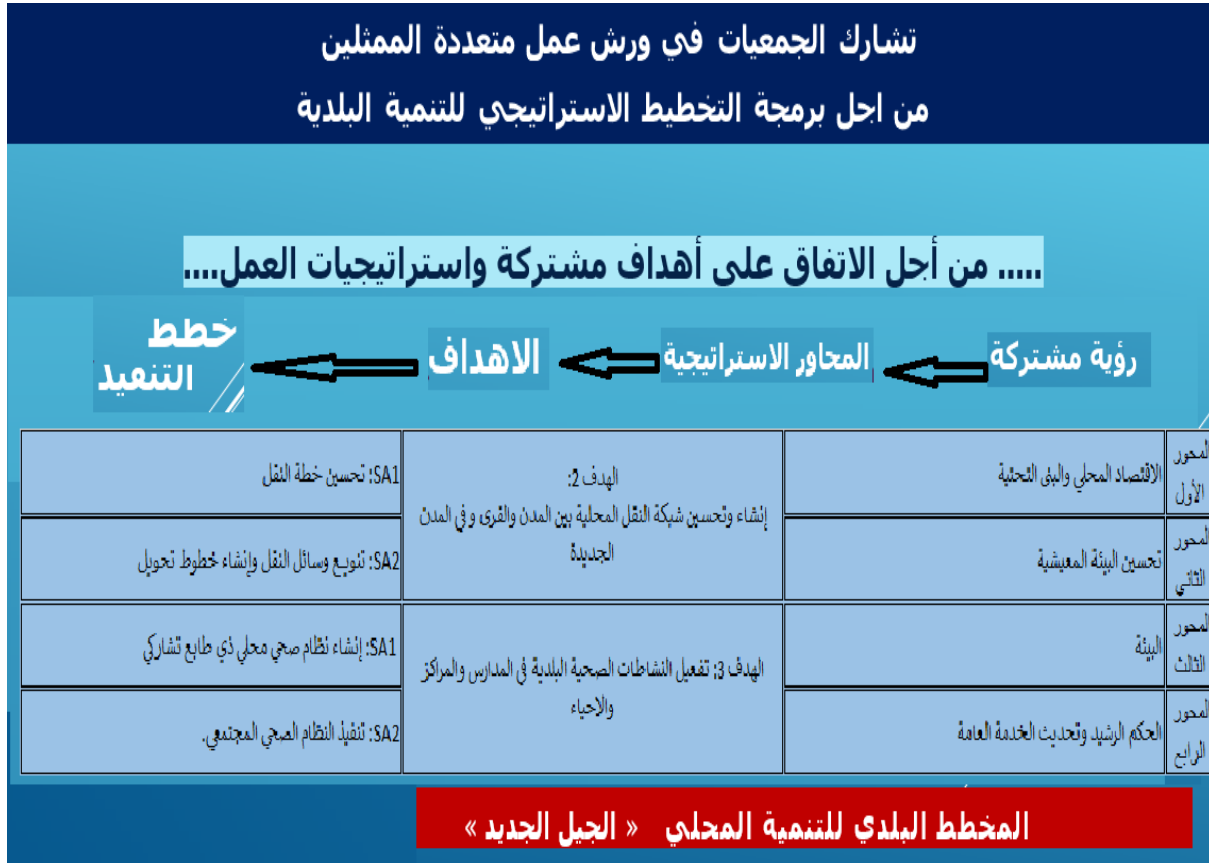 تشارك الجمعيات في ورش عمل متعددة الممثلين
من اجل برمجة التخطيط الاستراتيجي للتنمية البلدية
..... من أجل الاتفاق على أهداف مشتركة واستراتيجيات العمل....
رؤية مشتركة
المحاور الاستراتيجية
الاهداف
خطط
التنفيد
المحور
الأول
الاقتصاد المحلي والبنى التحتية
الهدف 2:
إنشاء وتحسين شبكة النقل المحلية بين المدن والقرى و في المدن
الجديدة
SA1: تحسين خطة النقل
المحور
الثاني
تحسين البيئة المعيشية
SA2: تنويع وسائل النقل وإنشاء خطوط تحويل
المحور
الثالث
البيئة
الهدف 3: تفعيل النشاطات الصحية البلدية في المدارس والمراكز
والاحياء
SA1: إنشاء نظام صحي محلي ذي طابع تشاركي
المحور
الرابع
الحكم الرشيد وتحديث الخدمة العامة
SA2: تنفيذ النظام الصحي المجتمعي.
المخطط البلدي للتنمية المحلي « الجيل الجديد »